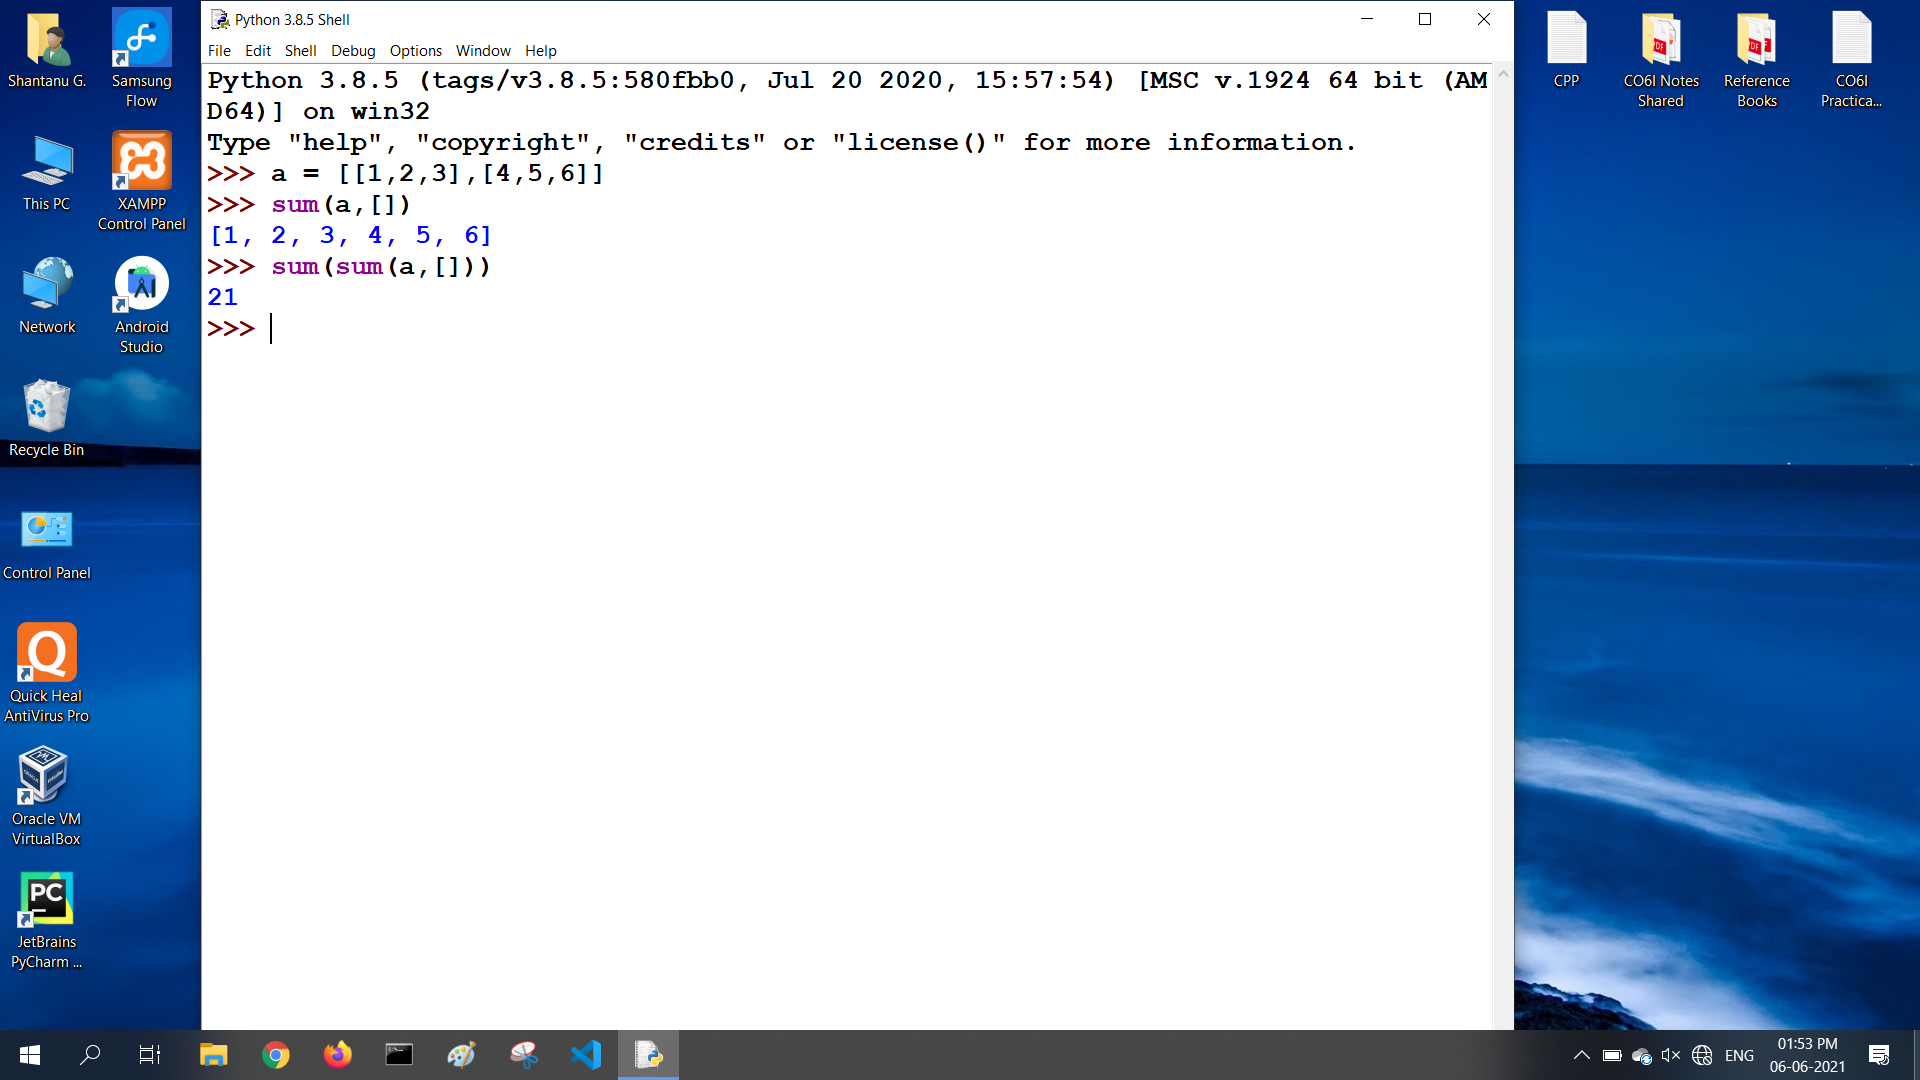 Python 3.8.5 Shell
File Edit Shell Debug Options Window Help
Python 3.8.5 (tags/v3.8.5:580fbb0, Jul 20 2020, 15:57:54) [MSC v.1924 64 bit (AM
D64)] on win32
Type "help", "copyright", "credits" or "license()" for more information.
>>> a = [[1,2,3],[4,5,6]]
>>> sum(a,[])
[1, 2, 3, 4, 5, 6]
>>> sum(sum(a,[]))
21
>>>
Shantanu G.
Samsung
Flow
This PC
XAMPP
Control Panel
Network
Android
Studio
Recycle Bin
Control Panel
Quick Heal
AntiVirus Pro
Oracle VM
VirtualBox
PC
JetBrains
PyCharm ...
CPP
CO6I Notes
Shared
Reference
Books
CO6I
Practica...
ENG
01:53 PM
06-06-2021